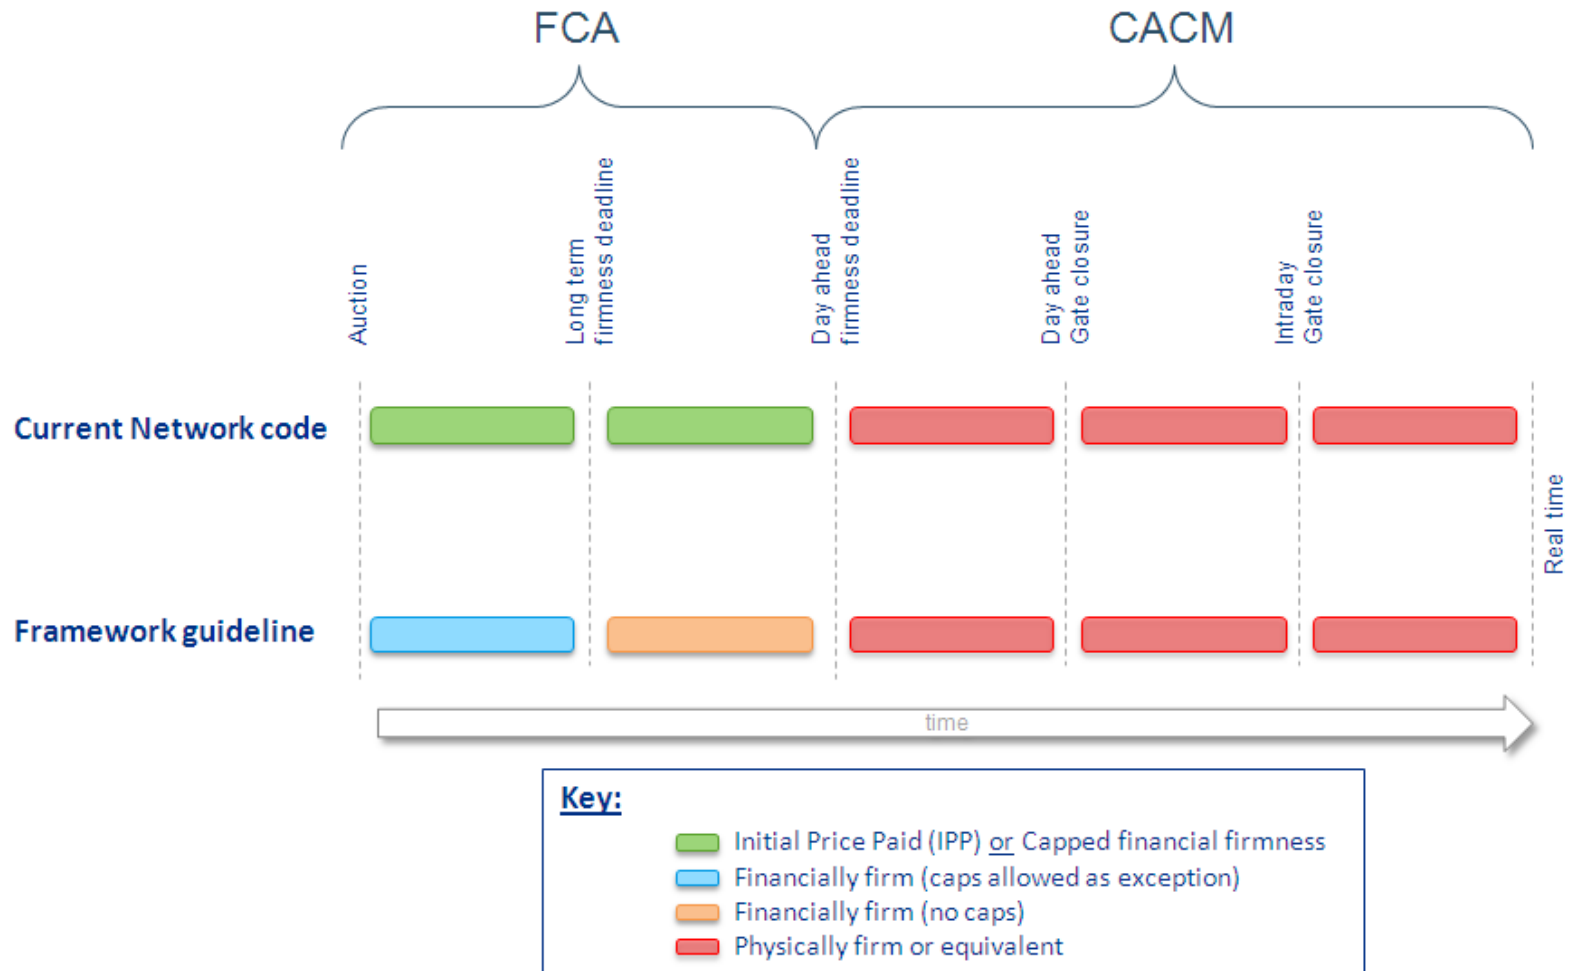 FCA
CACM
Auction
Long term
firmness deadline
Day ahead
firmness deadline
Day ahead
Gate closure
Intraday
Gate closure
Current Network code
Real time
Framework guideline
time
Key:
Initial Price Paid (IPP) or Capped financial firmness
Financially firm (caps allowed as exception)
Financially firm (no caps)
Physically firm or equivalent